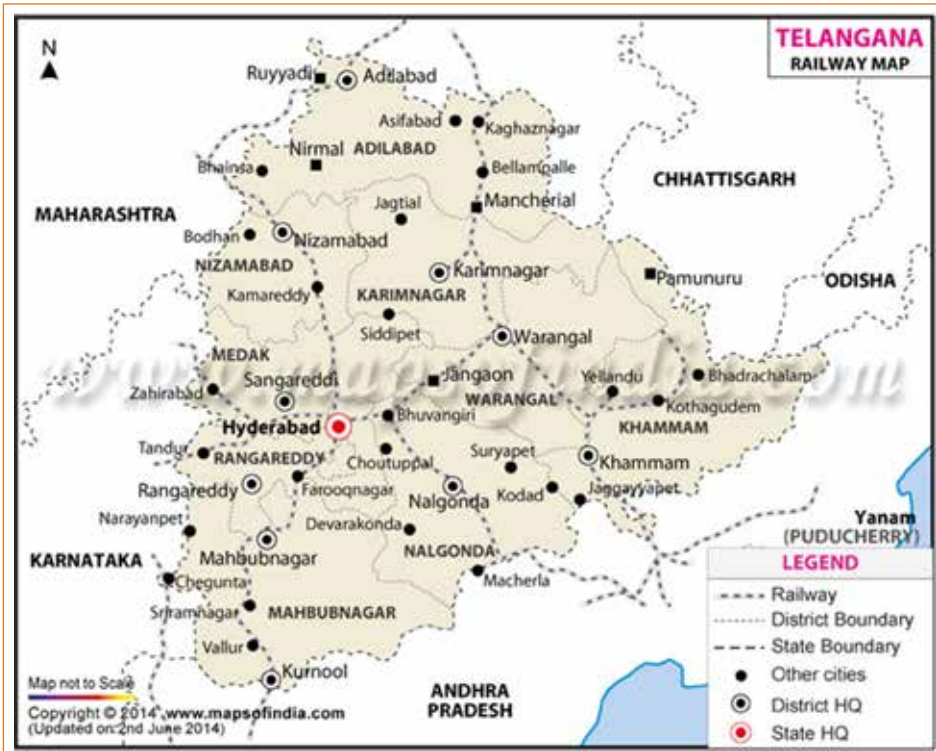 TELANGANA
RAILWAY MAP
N
Ruyyadi
Adilabad
Asifabad
Kaghaznagar
Nirmal
ADILABAD
Bhainsa
Bellampalle
CHHATTISGARH
MAHARASHTRA
Jagtial
Mancherial
Bodhan
Nizamabad
NIZAMABAD
Karimnagar
Pamunuru
ODISHA
Kamareddy
KARIMNAGAR
Siddipet
Warangal
MEDAK
www.mapsofindia.com
Sangareddi
Jangaon
Yellandu
Bhadrachalam
Zahirabad
WARANGAL
Kothagudem
Hyderabad
Bhuvangiri
KHAMMAM
Tandur
RANGAREDDY
Choutuppal
Suryapet
Khammam
Rangareddy
Farooqnagar
Nalgonda
Kodad
Jaggayyapet
Narayanpet
Devarakonda
Yanam
(PUDUCHERRY)
Mahbubnagar
NALGONDA
KARNATAKA
Chegunta
Macherla
Sriramnagar
MAHBUBNAGAR
Vallur
Kurnool
ANDHRA
PRADESH
LEGEND
Railway
District Boundary
State Boundary
Other cities
District HQ
State HQ
Map not to Scale
Copyright © 2014 www.mapsofindia.com
(Updated on 2nd June 2014)